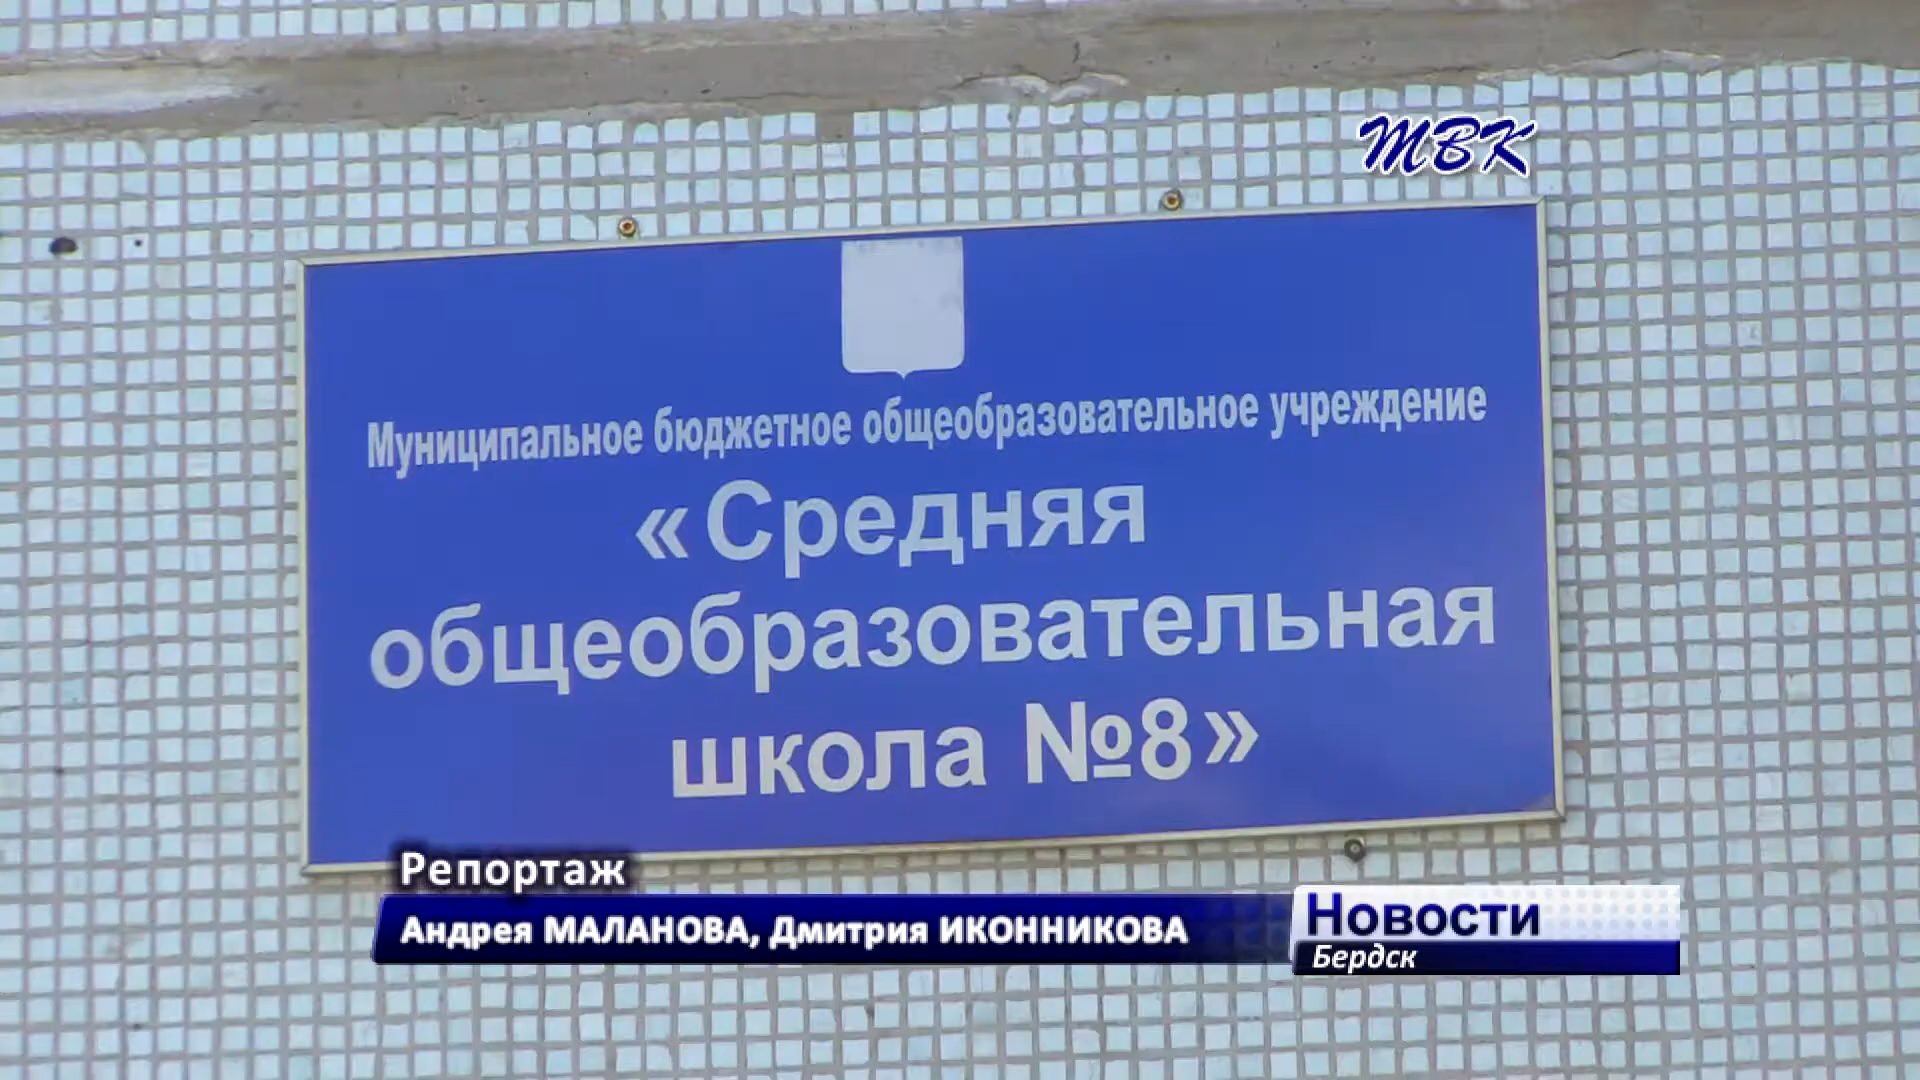 ТВК
Муниципальное бюджетное общеобразовательное учреждение
«Средняя
общеобразовательная
школа №8»
Репортаж
Андрея МАЛАНОВА, Дмитрия ИКОННИКОВА
Новости
Бердск